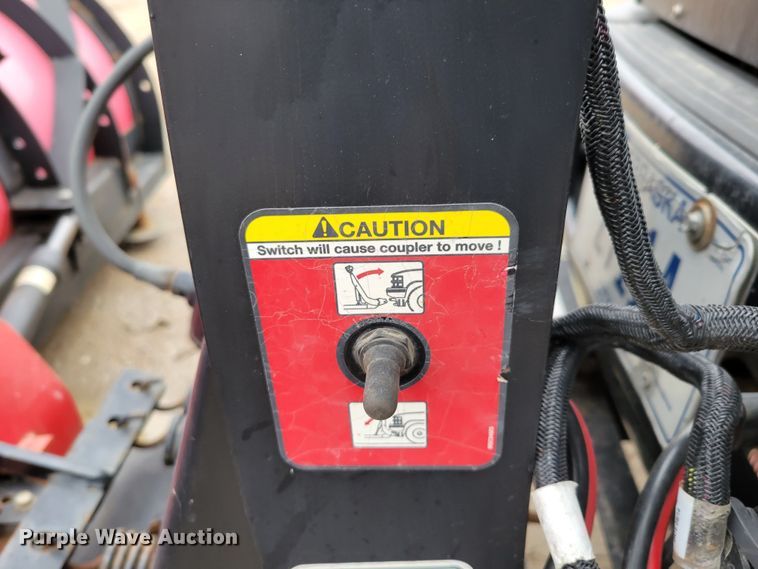 CAUTION
Switch will cause coupler to move !
Purple Wave Auction